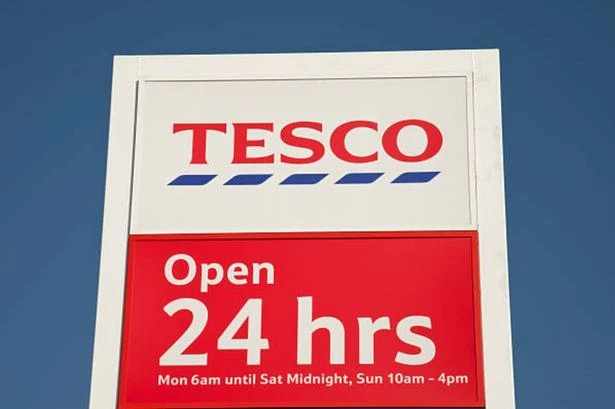 TESCO
Open
24 hrs
Mon 6am until Sat Midnight, Sun 10am - 4pm